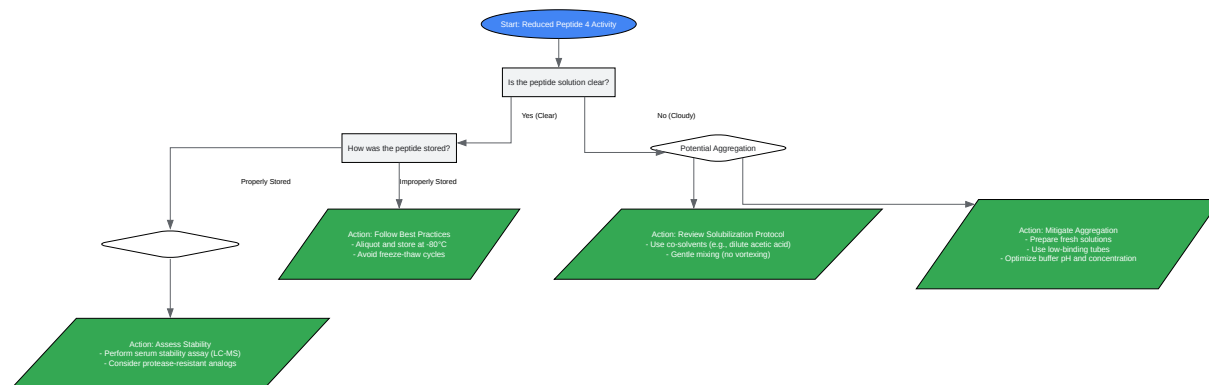 Start: Reduced Peptide 4 Activity
Is the peptide solution clear?
Yes (Clear)
No (Cloudy)
How was the peptide stored?
Potential Aggregation
Properly Stored
Improperly Stored
Action: Follow Best Practices
- Aliquot and store at -80°C
- Avoid freeze-thaw cycles
Action: Review Solubilization Protocol
- Use co-solvents (e.g., dilute acetic acid)
- Gentle mixing (no vortexing)
Action: Mitigate Aggregation
- Prepare fresh solutions
- Use low-binding tubes
- Optimize buffer pH and concentration
Action: Assess Stability
- Perform serum stability assay (LC-MS)
- Consider protease-resistant analogs